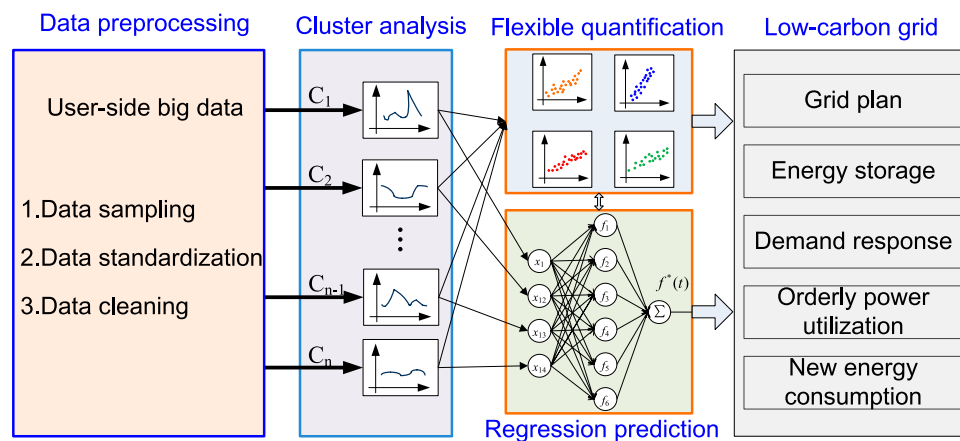 Data preprocessing
User-side big data
1.Data sampling
2.Data standardization
3.Data cleaning
Cluster analysis
C1
C2
Cn-1
Cn
Flexible quantification
x1
x12
x13
x14
f1
f2
f3
f4
f5
f6
Σ
f*(t)
Regression prediction
Low-carbon grid
Grid plan
Energy storage
Demand response
Orderly power
utilization
New energy
consumption